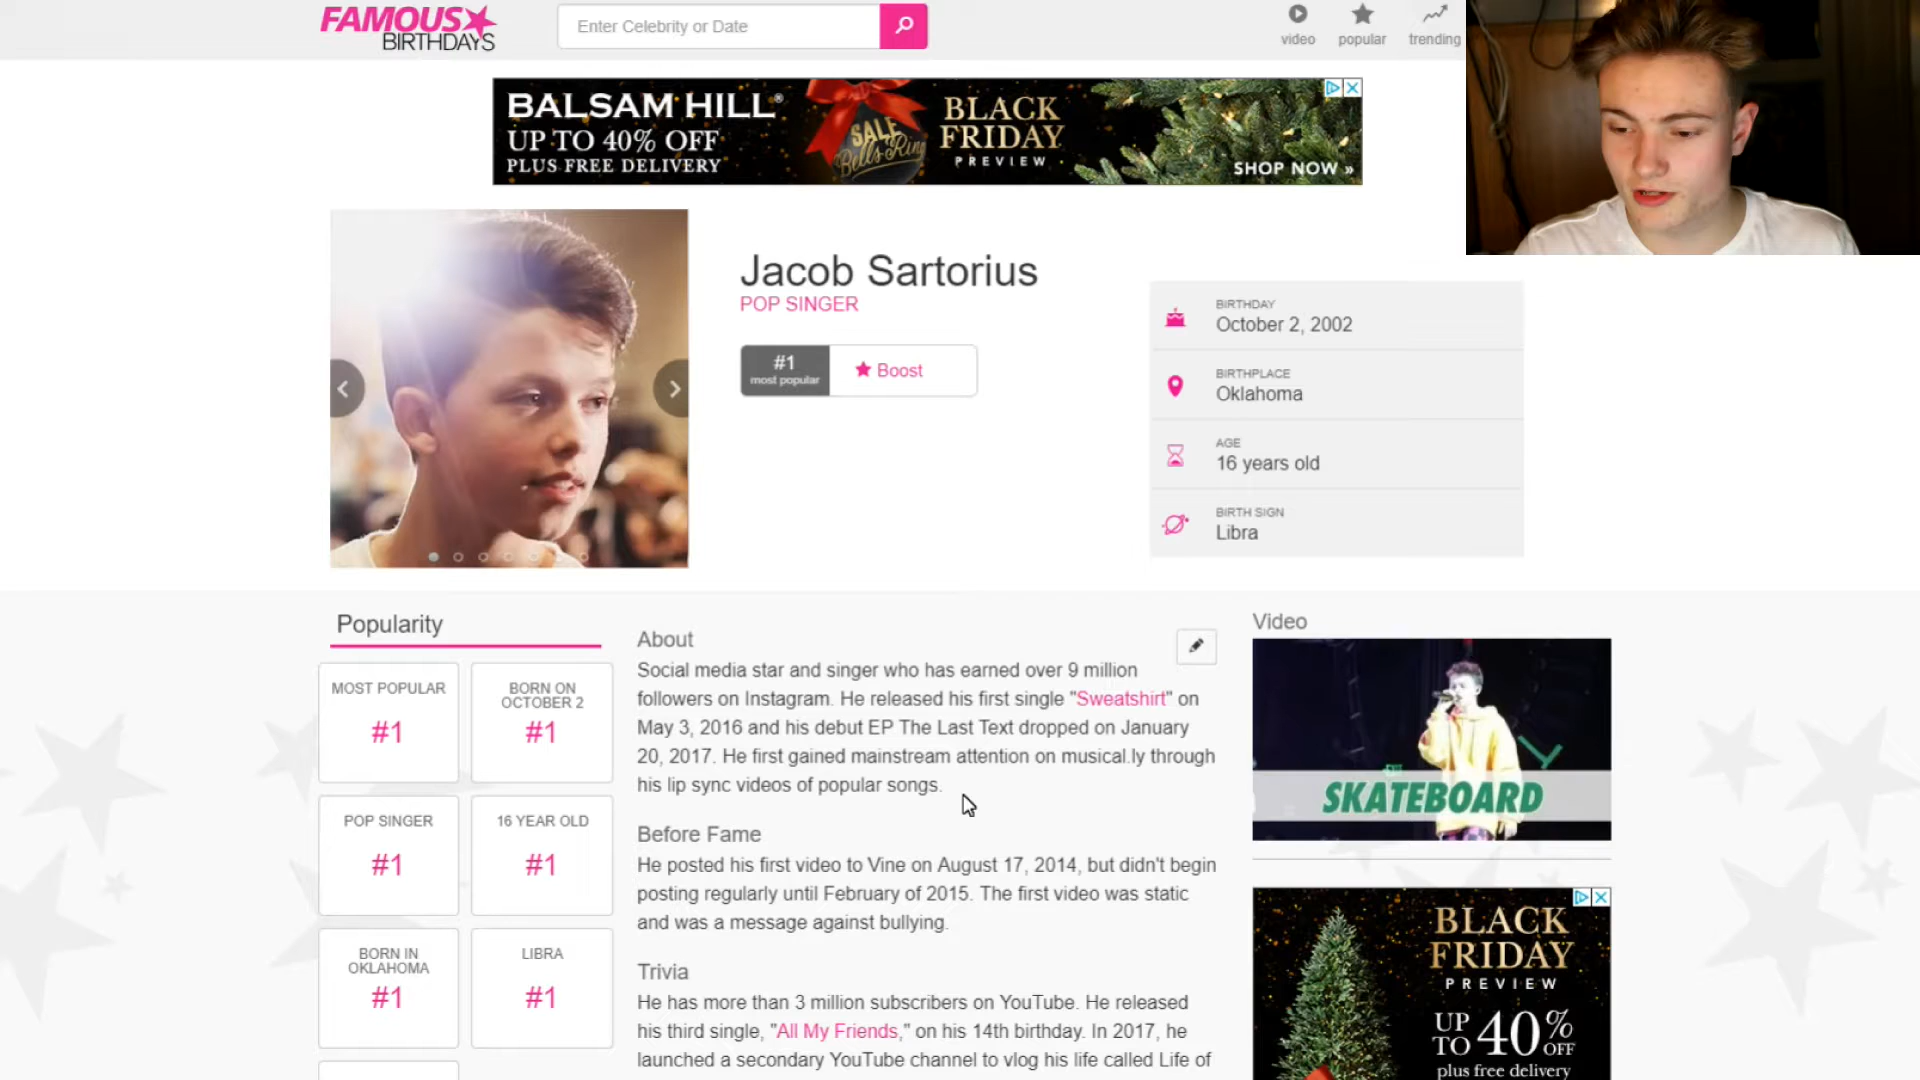 FAMOUS
BIRTHDAYS
Enter Celebrity or Date
video
popular
trending
BALSAM HILL®
UP TO 40% OFF
PLUS FREE DELIVERY
SALE
Bells Ring
BLACK
FRIDAY
PREVIEW
SHOP NOW »
Jacob Sartorius
POP SINGER
#1
most popular
Boost
BIRTHDAY
October 2, 2002
BIRTHPLACE
Oklahoma
AGE
16 years old
BIRTH SIGN
Libra
Popularity
MOST POPULAR
#1
BORN ON
OCTOBER 2
#1
POP SINGER
#1
16 YEAR OLD
#1
BORN IN
OKLAHOMA
#1
LIBRA
#1
About
Social media star and singer who has earned over 9 million
followers on Instagram. He released his first single "Sweatshirt" on
May 3, 2016 and his debut EP The Last Text dropped on January
20, 2017. He first gained mainstream attention on musical.ly through
his lip sync videos of popular songs.
Before Fame
He posted his first video to Vine on August 17, 2014, but didn't begin
posting regularly until February of 2015. The first video was static
and was a message against bullying.
Trivia
He has more than 3 million subscribers on YouTube. He released
his third single, "All My Friends," on his 14th birthday. In 2017, he
launched a secondary YouTube channel to vlog his life called Life of
Video
EXIT
SKATEBOARD
BLACK
FRIDAY
PREVIEW
UP
TO 40% OFF
plus free delivery